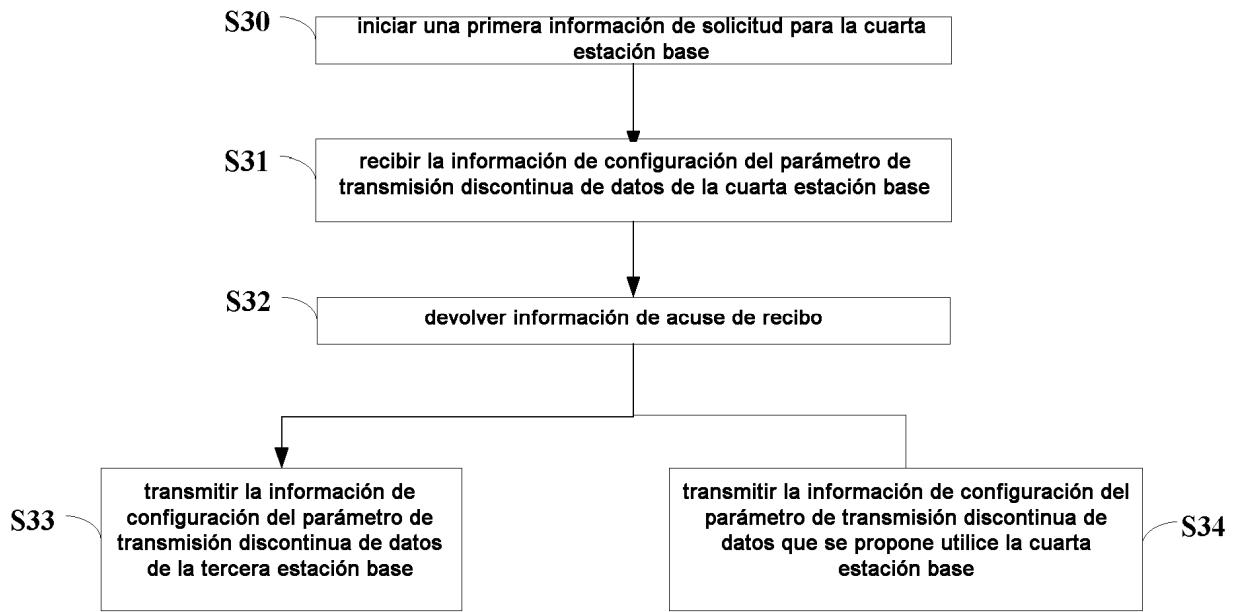 S30
iniciar una primera información de solicitud para la cuarta
estación base
S31
recibir la información de configuración del parámetro de
transmisión discontinua de datos de la cuarta estación base
S32
devolver información de acuse de recibo
S33
transmitir la información de
configuración del parámetro de
transmisión discontinua de datos
de la tercera estación base
transmitir la información de configuración del
parámetro de transmisión discontinua de
datos que se propone utilice la cuarta
estación base
S34